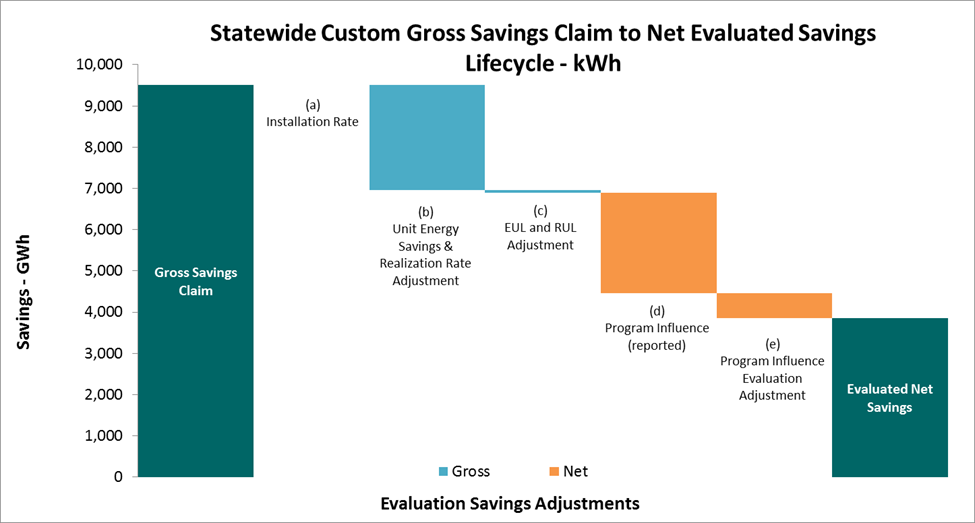 Statewide Custom Gross Savings Claim to Net Evaluated Savings
Lifecycle - kWh
Savings - GWh
10,000
9,000
8,000
7,000
6,000
5,000
4,000
3,000
2,000
1,000
0
Gross Savings
Claim
(a)
Installation Rate
(b)
Unit Energy
Savings &
Realization Rate
Adjustment
(c)
EUL and RUL
Adjustment
(d)
Program Influence
(reported)
(e)
Program Influence
Evaluation
Adjustment
Evaluated Net
Savings
Gross
Net
Evaluation Savings Adjustments